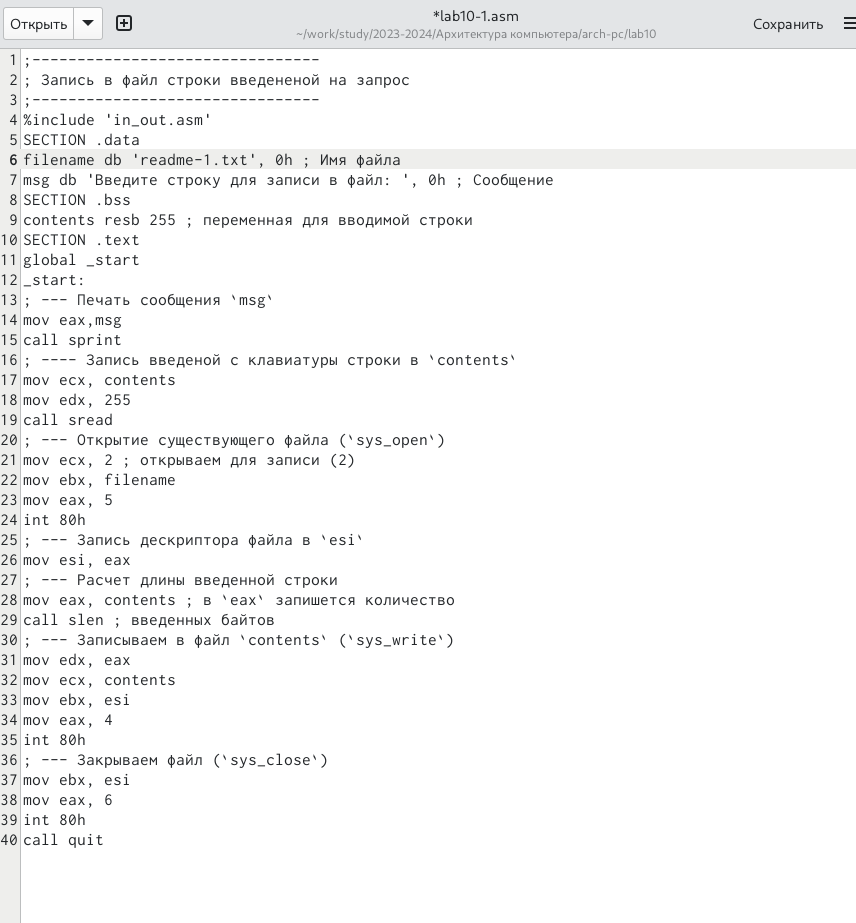 Открыть
*lab10-1.asm
~/work/study/2023-2024/Архитектура компьютера/arch-pc/lab10
Сохранить
1 ;--------------------------------
2 ; Запись в файл строки введененой на запрос
3 ;--------------------------------
4 %include 'in_out.asm'
5 SECTION .data
6 filename db 'readme-1.txt', 0h ; Имя файла
7 msg db 'Введите строку для записи в файл: ', 0h ; Сообщение
8 SECTION .bss
9 contents resb 255 ; переменная для вводимой строки
10 SECTION .text
11 global _start
12 _start:
13 ; --- Печать сообщения `msg`
14 mov eax,msg
15 call sprint
16 ; ---- Запись введеной с клавиатуры строки в `contents`
17 mov ecx, contents
18 mov edx, 255
19 call sread
20 ; --- Открытие существующего файла (`sys_open`)
21 mov ecx, 2 ; открываем для записи (2)
22 mov ebx, filename
23 mov eax, 5
24 int 80h
25 ; --- Запись дескриптора файла в `esi`
26 mov esi, eax
27 ; --- Расчет длины введенной строки
28 mov eax, contents ; в `eax` запишется количество
29 call slen ; введенных байтов
30 ; --- Записываем в файл `contents` (`sys_write`)
31 mov edx, eax
32 mov ecx, contents
33 mov ebx, esi
34 mov eax, 4
35 int 80h
36 ; --- Закрываем файл (`sys_close`)
37 mov ebx, esi
38 mov eax, 6
39 int 80h
40 call quit